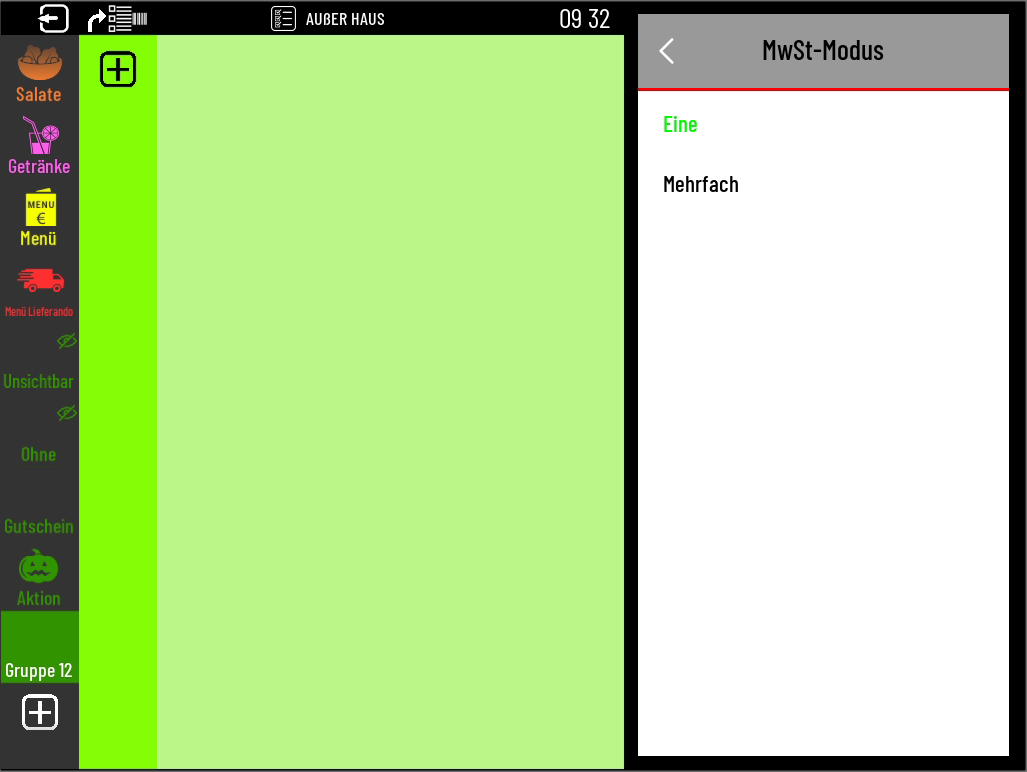 AUßER HAUS
09 32
MwSt-Modus
Eine
Mehrfach
Salate
Getränke
MENU
€
Menü
Menü Lieferando
Unsichtbar
Ohne
Gutschein
Aktion
Gruppe 12